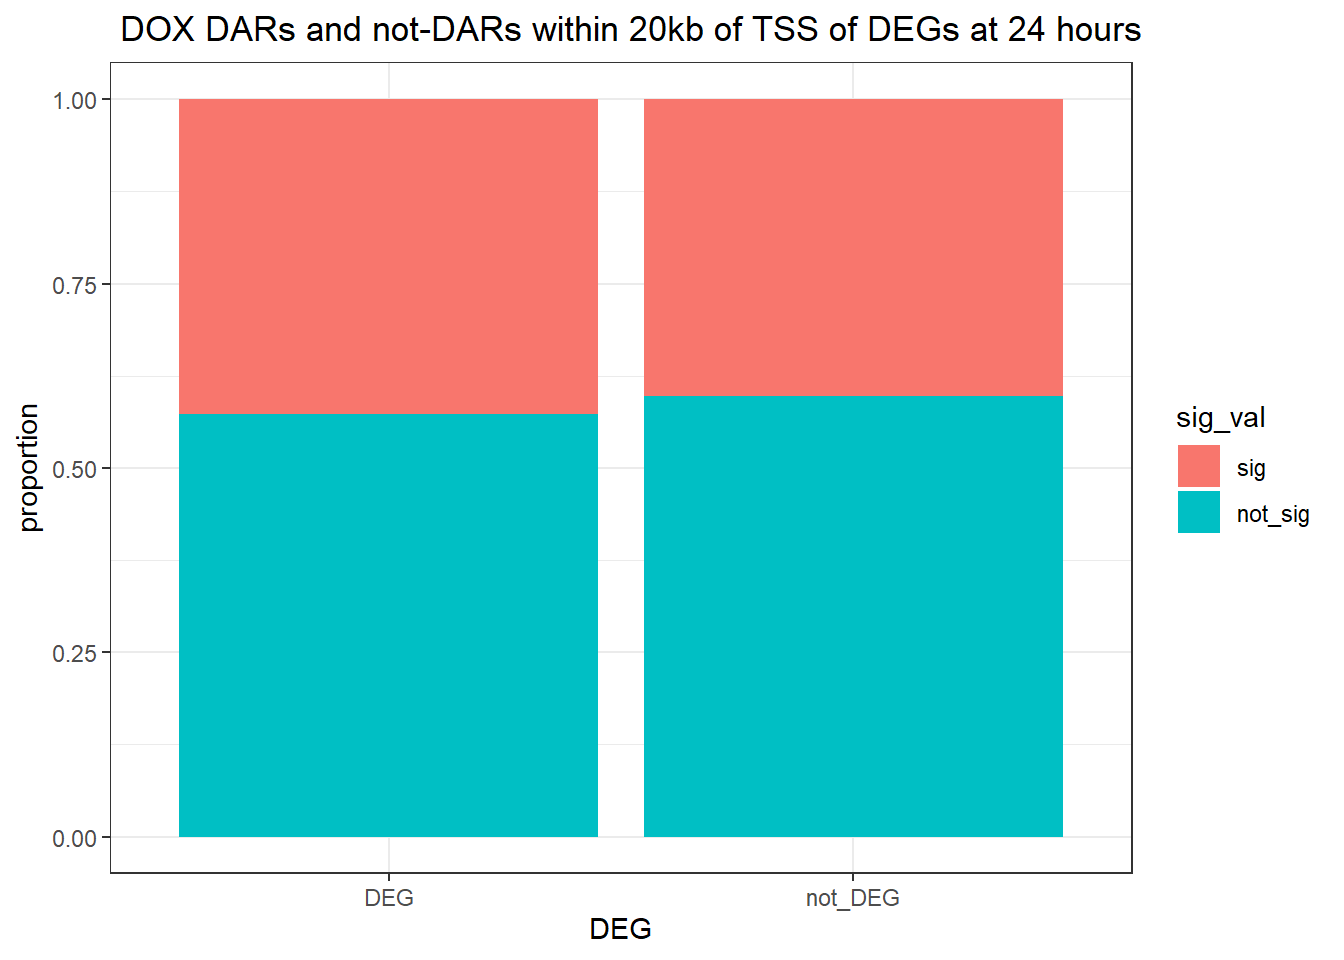 DOX DARs and not-DARs within 20kb of TSS of DEGs at 24 hours
1.00
0.75
0.50
0.25
0.00
proportion
DEG
not_DEG
DEG
sig_val
sig
not_sig